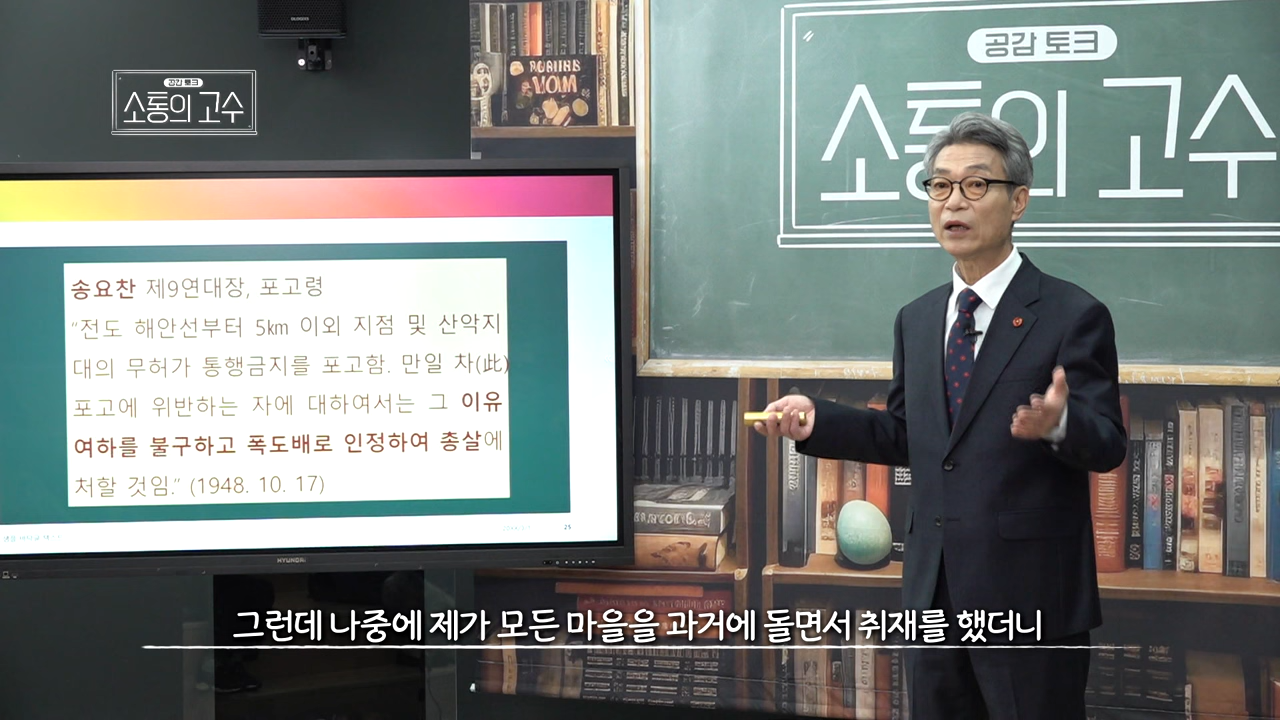 공감 토크
소통의 고수
공감 토크
소통의 고수
송요찬 제9연대장, 포고령
“전도 해안선부터 5km 이외 지점 및 산악지
대의 무허가 통행금지를 포고함. 만일 차(此)
포고에 위반하는 자에 대하여서는 그 이유
여하를 불구하고 폭도배로 인정하여 총살에
처할 것임.” (1948. 10. 17)
25
HYUNDAI
그런데 나중에 제가 모든 마을을 과거에 돌면서 취재를 했더니